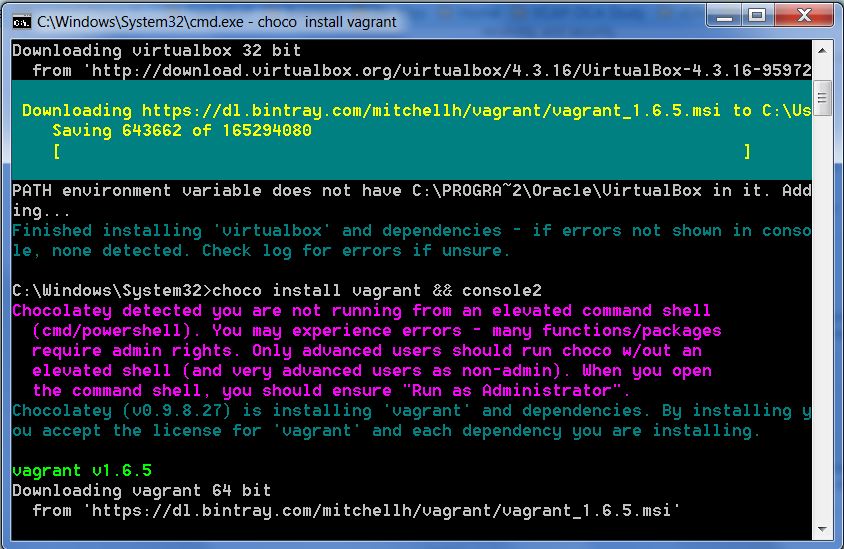 C:\Windows\System32\cmd.exe - choco  install vagrant
Downloading virtualbox 32 bit
  from 'http://download.virtualbox.org/virtualbox/4.3.16/VirtualBox-4.3.16-95972
Downloading https://dl.bintray.com/mitchellh/vagrant/vagrant_1.6.5.msi to C:\Us
    Saving 643662 of 165294080
    [                                                                    ]
PATH environment variable does not have C:\PROGRA~2\Oracle\VirtualBox in it. Add
ing...
Finished installing 'virtualbox' and dependencies - if errors not shown in conso
le, none detected. Check log for errors if unsure.
C:\Windows\System32>choco install vagrant && console2
Chocolatey detected you are not running from an elevated command shell
  (cmd/powershell). You may experience errors - many functions/packages
  require admin rights. Only advanced users should run choco w/out an
  elevated shell (and very advanced users as non-admin). When you open
  the command shell, you should ensure "Run as Administrator".
Chocolatey (v0.9.8.27) is installing 'vagrant' and dependencies. By installing y
ou accept the license for 'vagrant' and each dependency you are installing.
vagrant v1.6.5
Downloading vagrant 64 bit
  from 'https://dl.bintray.com/mitchellh/vagrant/vagrant_1.6.5.msi'